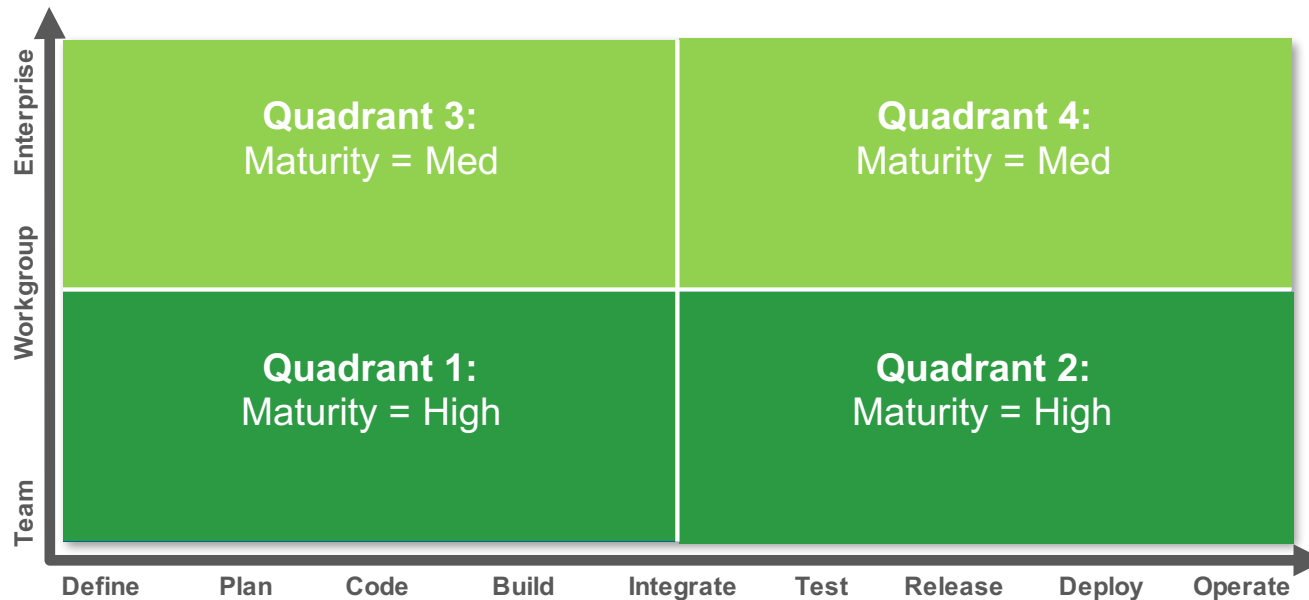 Enterprise
Workgroup
Team
Quadrant 3:
Maturity = Med
Quadrant 4:
Maturity = Med
Quadrant 1:
Maturity = High
Quadrant 2:
Maturity = High
Define Plan Code Build Integrate Test Release Deploy Operate